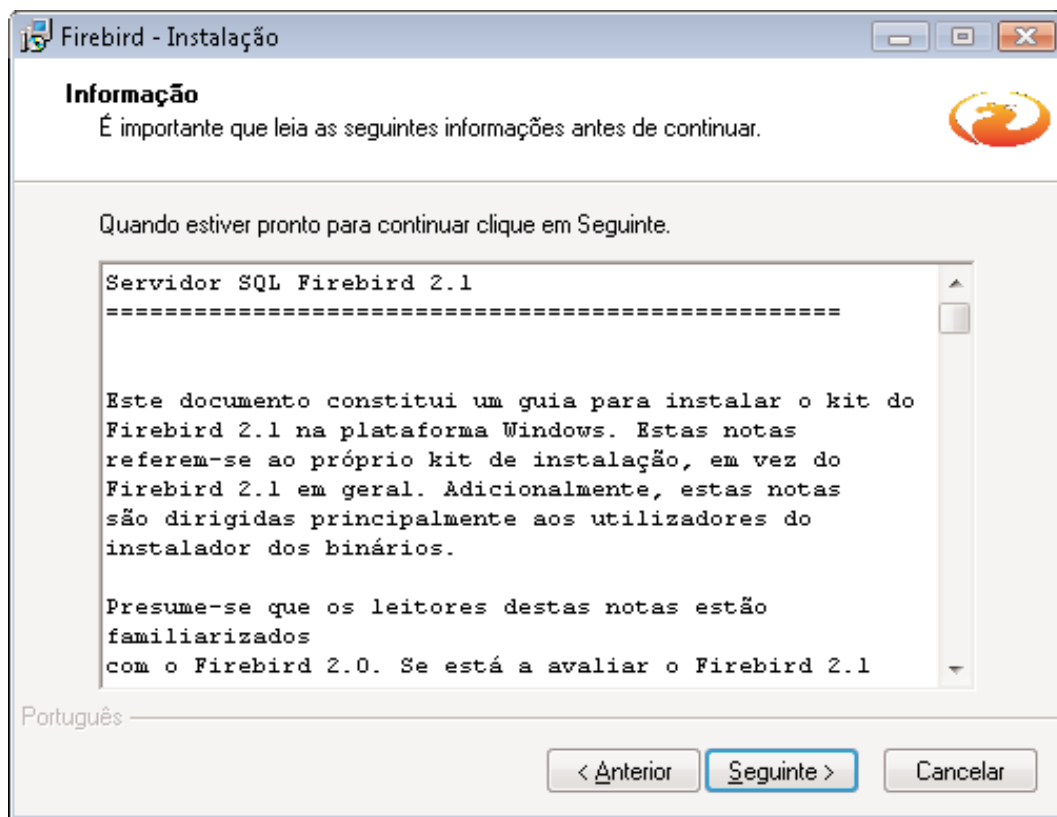 Firebird - Instalação
Informação
É importante que leia as seguintes informações antes de continuar.
Quando estiver pronto para continuar clique em Seguinte.
Servidor SQL Firebird 2.1
==================================================
Este documento constitui um guia para instalar o kit do
Firebird 2.1 na plataforma Windows. Estas notas
referem-se ao próprio kit de instalação, em vez do
Firebird 2.1 em geral. Adicionalmente, estas notas
são dirigidas principalmente aos utilizadores do
instalador dos binários.
Presume-se que os leitores destas notas estão
familiarizados
com o Firebird 2.0. Se está a avaliar o Firebird 2.1
Português
< Anterior
Seguinte >
Cancelar